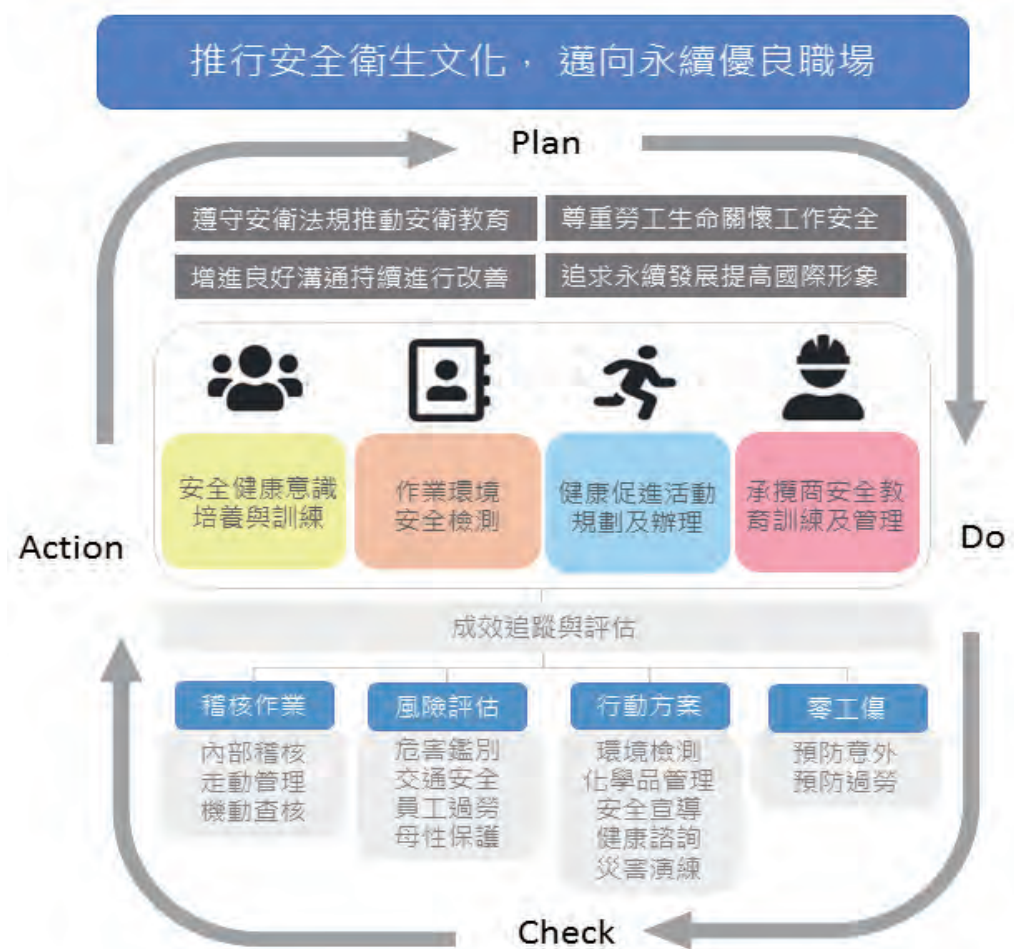 推行安全衛生文化，邁向永續優良職場
Plan
遵守安衛法規推動安衛教育
尊重勞工生命關懷工作安全
增進良好溝通持續進行改善
追求永續發展提高國際形象
安全健康意識
培養與訓練
作業環境
安全檢測
健康促進活動
規劃及辦理
承攬商安全教
育訓練及管理
Action
Do
成效追蹤與評估
稽核作業
內部稽核
走動管理
機動查核
風險評估
危害鑑別
交通安全
員工過勞
母性保護
行動方案
環境檢測
化學品管理
安全宣導
健康諮詢
災害演練
零工傷
預防意外
預防過勞
Check